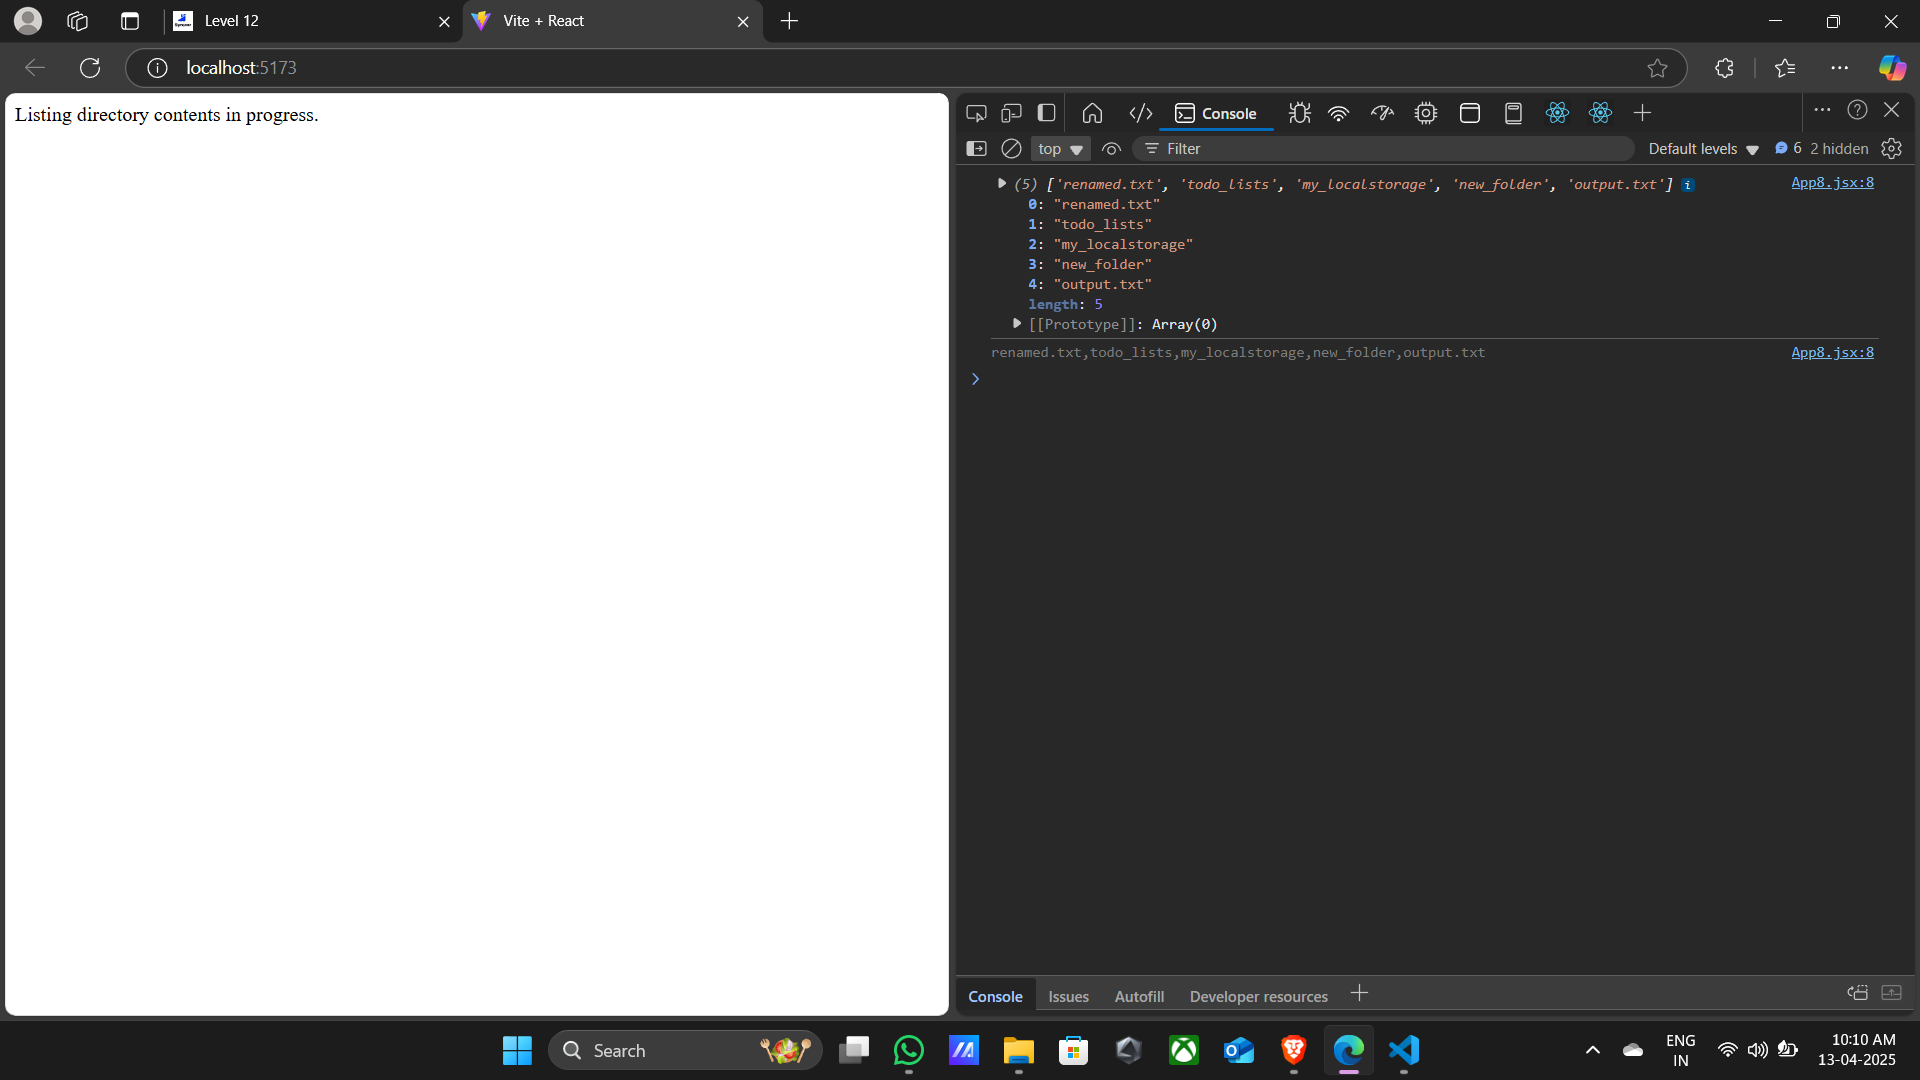 Level 12
Vite + React
localhost:5173
Listing directory contents in progress.
Console
top
Filter
Default levels
6
2 hidden
(5) ['renamed.txt', 'todo_lists', 'my_localstorage', 'new_folder', 'output.txt'] i
App8.jsx:8
0: "renamed.txt"
1: "todo_lists"
2: "my_localstorage"
3: "new_folder"
4: "output.txt"
length: 5
[[Prototype]]: Array(0)
renamed.txt,todo_lists,my_localstorage,new_folder,output.txt
App8.jsx:8
Console
Issues
Autofill
Developer resources
Search
ENG
IN
10:10 AM
13-04-2025